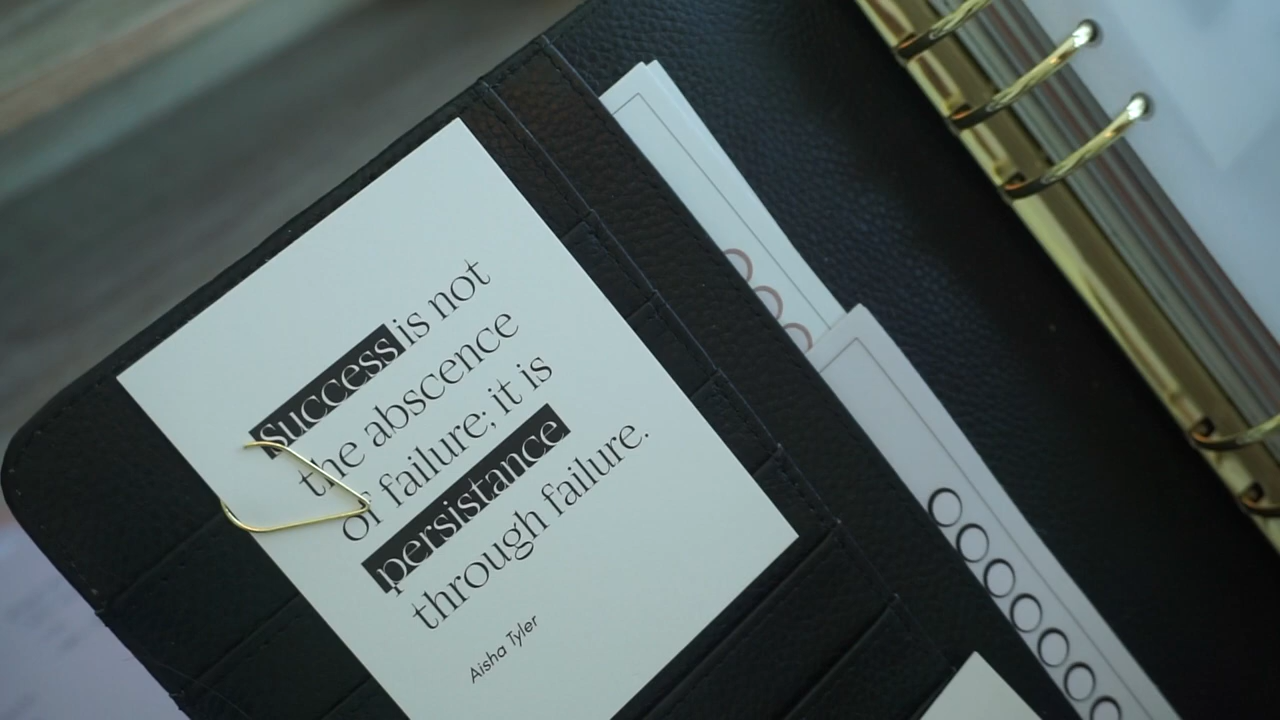 success is not
the abscence
of failure; it is
persistance
through failure.
Aisha Tyler